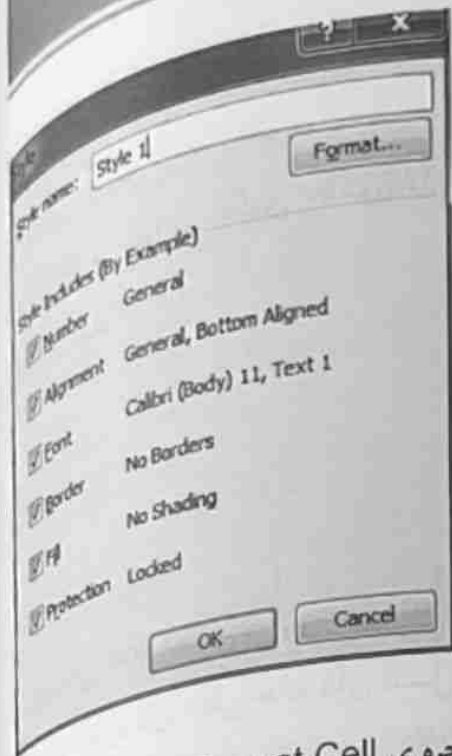 ? X
Style
Style name: Style 1
Format...
Style Includes (By Example)
Number General
Alignment General, Bottom Aligned
Font Calibri (Body) 11, Text 1
Border No Borders
Fill No Shading
Protection Locked
OK Cancel
Cell